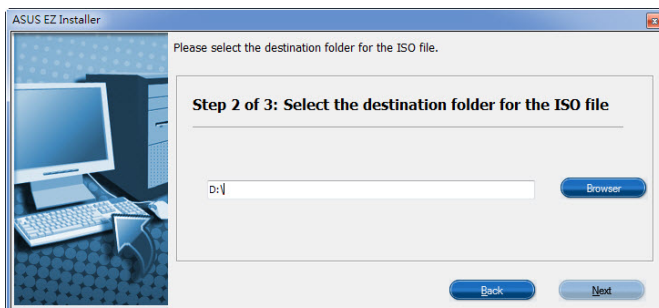 ASUS EZ Installer
Please select the destination folder for the ISO file.
Step 2 of 3: Select the destination folder for the ISO file
D:\
Browser
Back
Next